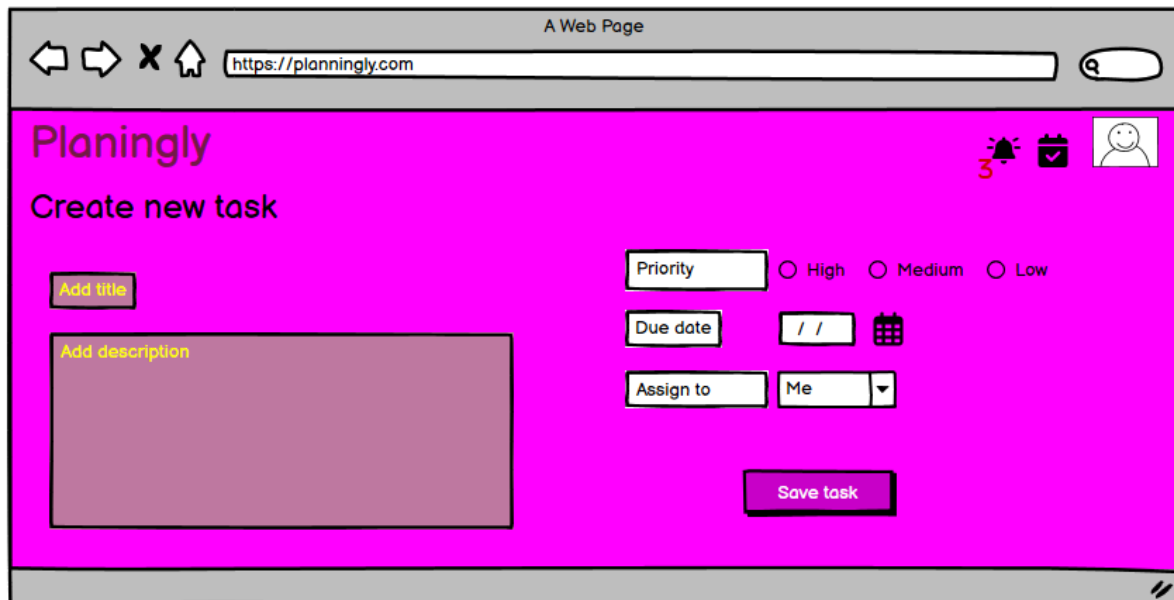 A Web Page
https://planningly.com
Planingly
3
Create new task
Add title
Add description
Priority High Medium Low
Due date / /
Assign to Me
Save task